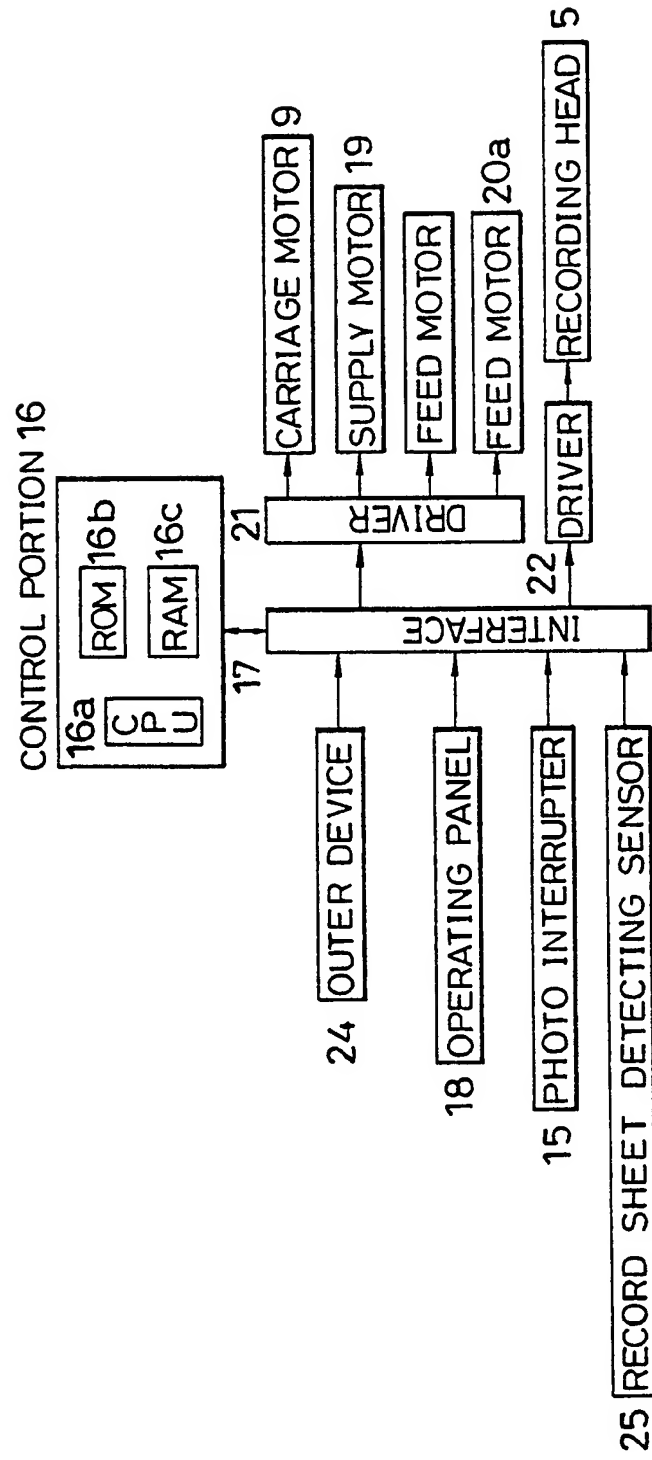 CONTROL PORTION 16
16a
CPU
ROM 16b
RAM 16c
17
21
24 OUTER DEVICE
18 OPERATING PANEL
15 PHOTO INTERRUPTER
25 RECORD SHEET DETECTING SENSOR
INTERFACE
DRIVER
CARRIAGE MOTOR 9
SUPPLY MOTOR 19
FEED MOTOR
FEED MOTOR 20a
22
DRIVER
RECORDING HEAD 5